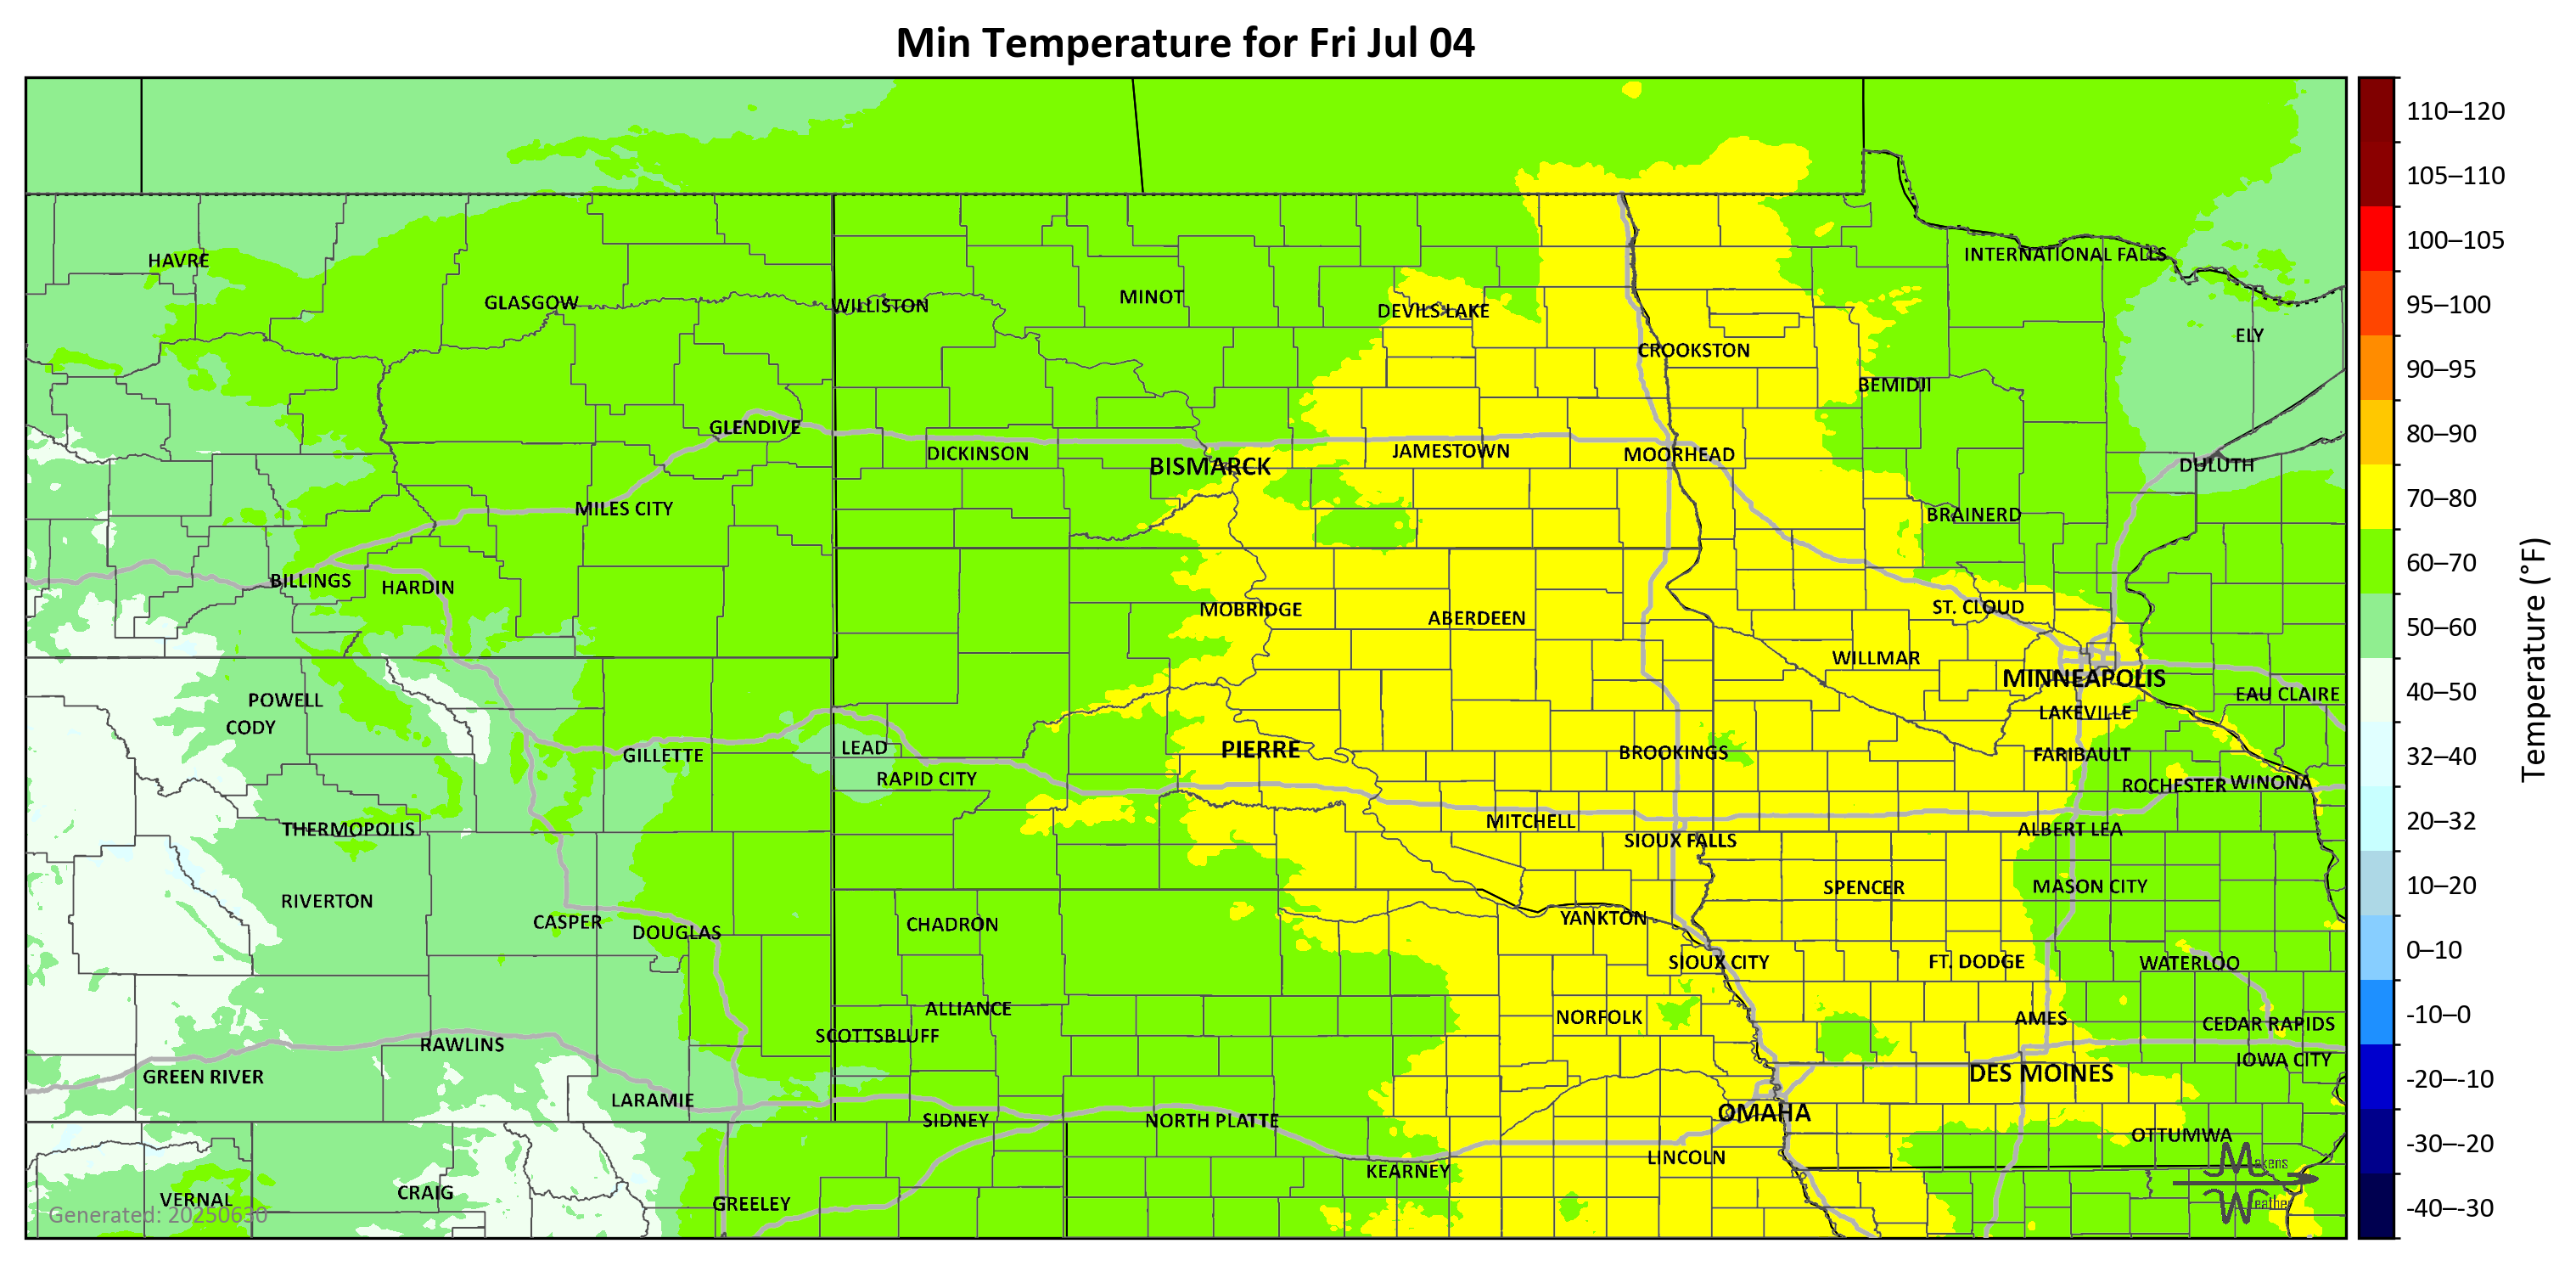 Min Temperature for Fri Jul 04
110–120
105–110
100–105
95–100
90–95
80–90
70–80
60–70
50–60
40–50
32–40
20–32
10–20
0–10
-10–0
-20–-10
-30–-20
-40–-30
Temperature (°F)
HAVRE
GLASGOW
WILLISTON
MINOT
DEVILS LAKE
INTERNATIONAL FALLS
ELY
CROOKSTON
BEMIDJI
GLENDIVE
DICKINSON
BISMARCK
JAMESTOWN
MOORHEAD
DULUTH
MILES CITY
BRAINERD
BILLINGS
HARDIN
MOBRIDGE
ABERDEEN
ST. CLOUD
WILLMAR
MINNEAPOLIS
POWELL
CODY
EAU CLAIRE
LAKEVILLE
GILLETTE
LEAD
PIERRE
BROOKINGS
FARIBAULT
RAPID CITY
ROCHESTER
WINONA
THERMOPOLIS
MITCHELL
SIOUX FALLS
ALBERT LEA
RIVERTON
SPENCER
MASON CITY
CASPER
DOUGLAS
CHADRON
YANKTON
SIOUX CITY
FT. DODGE
WATERLOO
ALLIANCE
NORFOLK
AMES
CEDAR RAPIDS
SCOTTSBLUFF
RAWLINS
IOWA CITY
GREEN RIVER
DES MOINES
LARAMIE
SIDNEY
NORTH PLATTE
OMAHA
OTTUMWA
LINCOLN
KEARNEY
VERNAL
CRAIG
GREELEY
Generated: 20250630
Makens
Weather